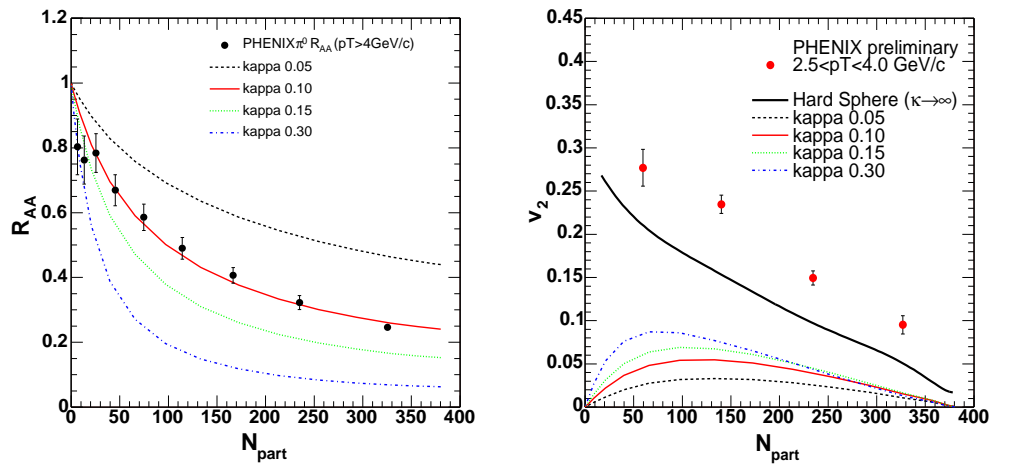 1.2
1
0.8
0.6
0.4
0.2
0
R_AA
PHENIX π⁰ R_AA (pT>4GeV/c)
kappa 0.05
kappa 0.10
kappa 0.15
kappa 0.30
0 50 100 150 200 250 300 350 400
N_part
0.45
0.4
0.35
0.3
0.25
0.2
0.15
0.1
0.05
0
v_2
PHENIX preliminary
2.5<pT<4.0 GeV/c
Hard Sphere (κ→∞)
kappa 0.05
kappa 0.10
kappa 0.15
kappa 0.30
0 50 100 150 200 250 300 350 400
N_part